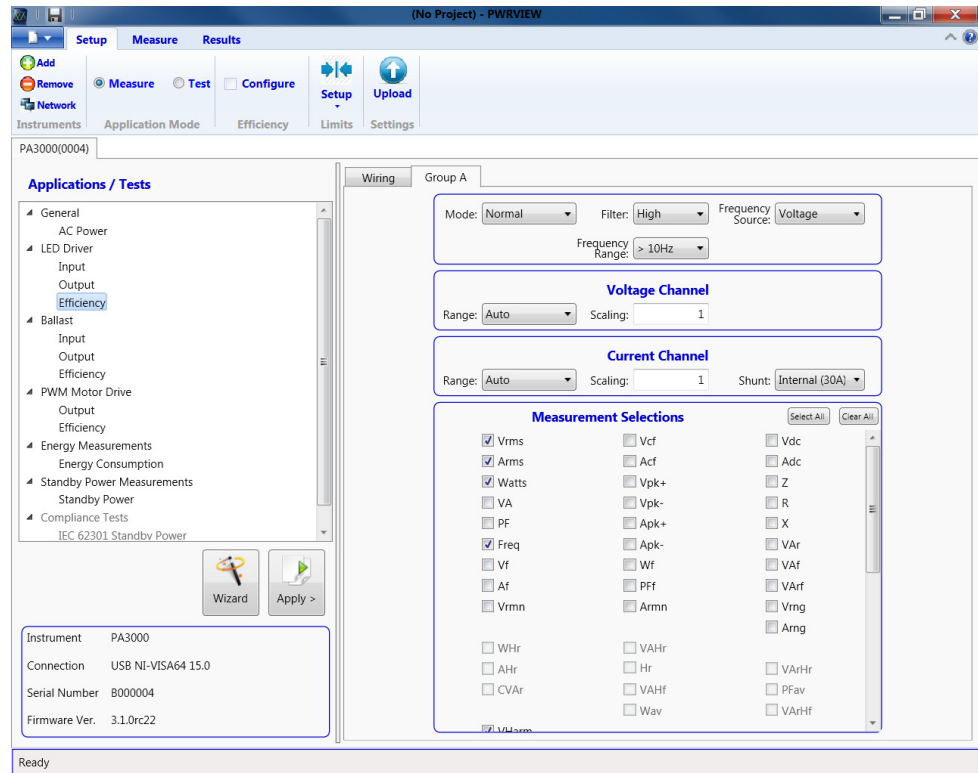 (No Project) - PWRVIEW
Setup Measure Results
Add
Remove
Network
Instruments
Measure Test
Application Mode
Configure
Efficiency
Setup
Limits
Upload
Settings
PA3000(0004)
Applications / Tests
General
AC Power
LED Driver
Input
Output
Efficiency
Ballast
Input
Output
Efficiency
PWM Motor Drive
Output
Efficiency
Energy Measurements
Energy Consumption
Standby Power Measurements
Standby Power
Compliance Tests
IEC 62301 Standby Power
Wizard
Apply >
Instrument PA3000
Connection USB NI-VISA64 15.0
Serial Number B000004
Firmware Ver. 3.1.0rc22
Wiring Group A
Mode: Normal Filter: High Frequency Source: Voltage
Frequency Range: > 10Hz
Voltage Channel
Range: Auto Scaling: 1
Current Channel
Range: Auto Scaling: 1 Shunt: Internal (30A)
Measurement Selections Select All Clear All
Vrms Vcf Vdc
Arms Acf Adc
Watts Vpk+ Z
VA Vpk- R
PF Apk+ X
Freq Apk- VAr
Vf Wf VAf
Af PFf VArf
Vrmn Armn Vrng
Arng
WHr VAHr
AHr Hr VArHr
CVAr VAHf PFav
Wav VArHf
VHarm
Ready